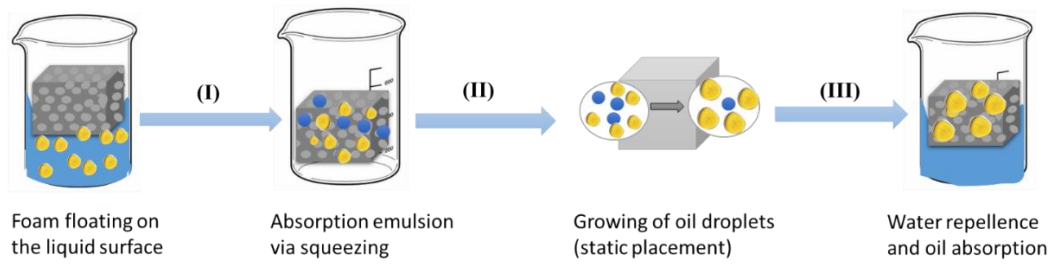 (I)
(II)
(III)
Foam floating on
the liquid surface
Absorption emulsion
via squeezing
Growing of oil droplets
(static placement)
Water repellence
and oil absorption